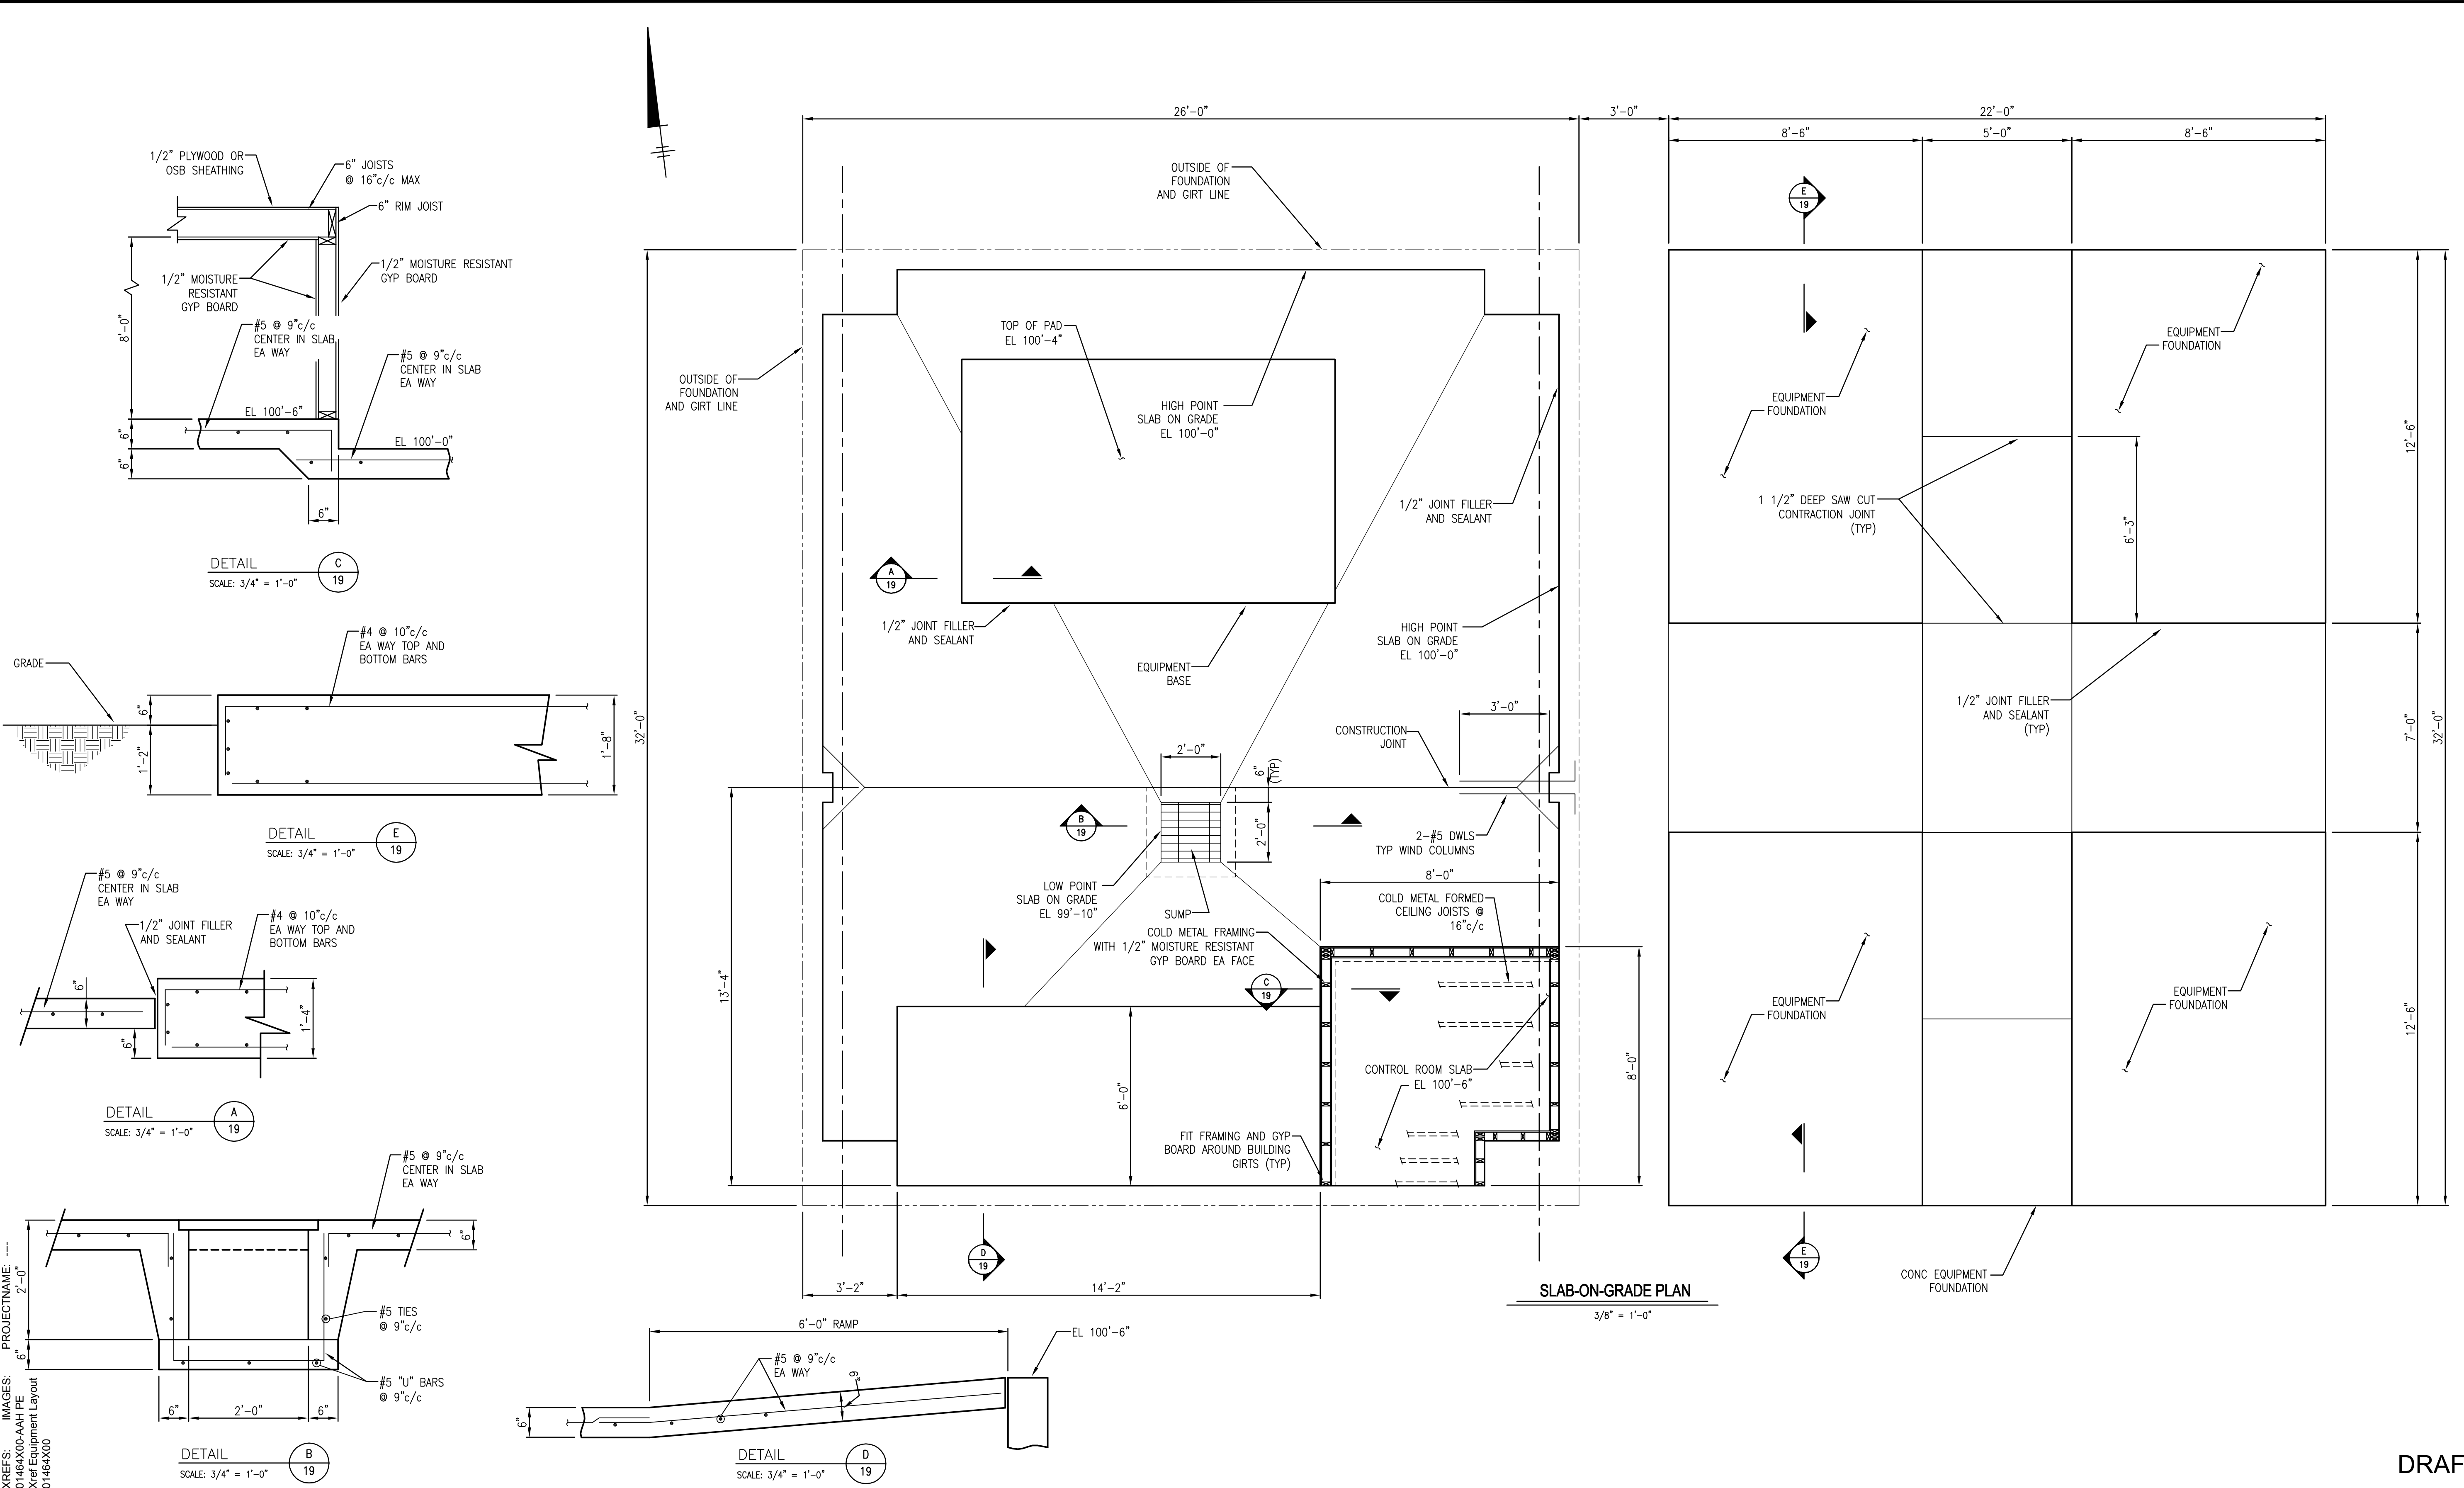 1/2" PLYWOOD OR
OSB SHEATHING
6" JOISTS
@ 16"c/c MAX
6" RIM JOIST
1/2" MOISTURE
RESISTANT
GYP BOARD
1/2" MOISTURE RESISTANT
GYP BOARD
8'-0"
#5 @ 9"c/c
CENTER IN SLAB
EA WAY
#5 @ 9"c/c
CENTER IN SLAB
EA WAY
EL 100'-6"
EL 100'-0"
6"
6"
6"
DETAIL
SCALE: 3/4" = 1'-0"
C
19
GRADE
#4 @ 10"c/c
EA WAY TOP AND
BOTTOM BARS
6"
1'-2"
1'-8"
DETAIL
SCALE: 3/4" = 1'-0"
E
19
#5 @ 9"c/c
CENTER IN SLAB
EA WAY
1/2" JOINT FILLER
AND SEALANT
#4 @ 10"c/c
EA WAY TOP AND
BOTTOM BARS
6"
6"
1'-4"
DETAIL
SCALE: 3/4" = 1'-0"
A
19
#5 @ 9"c/c
CENTER IN SLAB
EA WAY
2'-0"
6"
6"
#5 TIES
@ 9"c/c
#5 "U" BARS
@ 9"c/c
6"
2'-0"
6"
DETAIL
SCALE: 3/4" = 1'-0"
B
19
6'-0" RAMP
EL 100'-6"
#5 @ 9"c/c
EA WAY
6"
6"
DETAIL
SCALE: 3/4" = 1'-0"
D
19
26'-0"
3'-0"
22'-0"
8'-6"
5'-0"
8'-6"
OUTSIDE OF
FOUNDATION
AND GIRT LINE
OUTSIDE OF
FOUNDATION
AND GIRT LINE
TOP OF PAD
EL 100'-4"
HIGH POINT
SLAB ON GRADE
EL 100'-0"
1/2" JOINT FILLER
AND SEALANT
A
19
1/2" JOINT FILLER
AND SEALANT
EQUIPMENT
BASE
HIGH POINT
SLAB ON GRADE
EL 100'-0"
32'-0"
CONSTRUCTION
JOINT
3'-0"
2'-0"
6"
(TYP)
2'-0"
B
19
2-#5 DWLS
TYP WIND COLUMNS
LOW POINT
SLAB ON GRADE
EL 99'-10"
SUMP
8'-0"
COLD METAL FORMED
CEILING JOISTS @
16"c/c
COLD METAL FRAMING
WITH 1/2" MOISTURE RESISTANT
GYP BOARD EA FACE
C
19
13'-4"
6'-0"
CONTROL ROOM SLAB
EL 100'-6"
8'-0"
FIT FRAMING AND GYP
BOARD AROUND BUILDING
GIRTS (TYP)
D
19
3'-2"
14'-2"
SLAB-ON-GRADE PLAN
3/8" = 1'-0"
E
19
EQUIPMENT
FOUNDATION
EQUIPMENT
FOUNDATION
1 1/2" DEEP SAW CUT
CONTRACTION JOINT
(TYP)
6'-3"
12'-6"
1/2" JOINT FILLER
AND SEALANT
(TYP)
7'-0"
32'-0"
EQUIPMENT
FOUNDATION
EQUIPMENT
FOUNDATION
12'-6"
E
19
CONC EQUIPMENT
FOUNDATION
XREFS: IMAGES: PROJECTNAME: ----
01464X00-AAH PE
Xref Equipment Layout
01464X00
DRAF